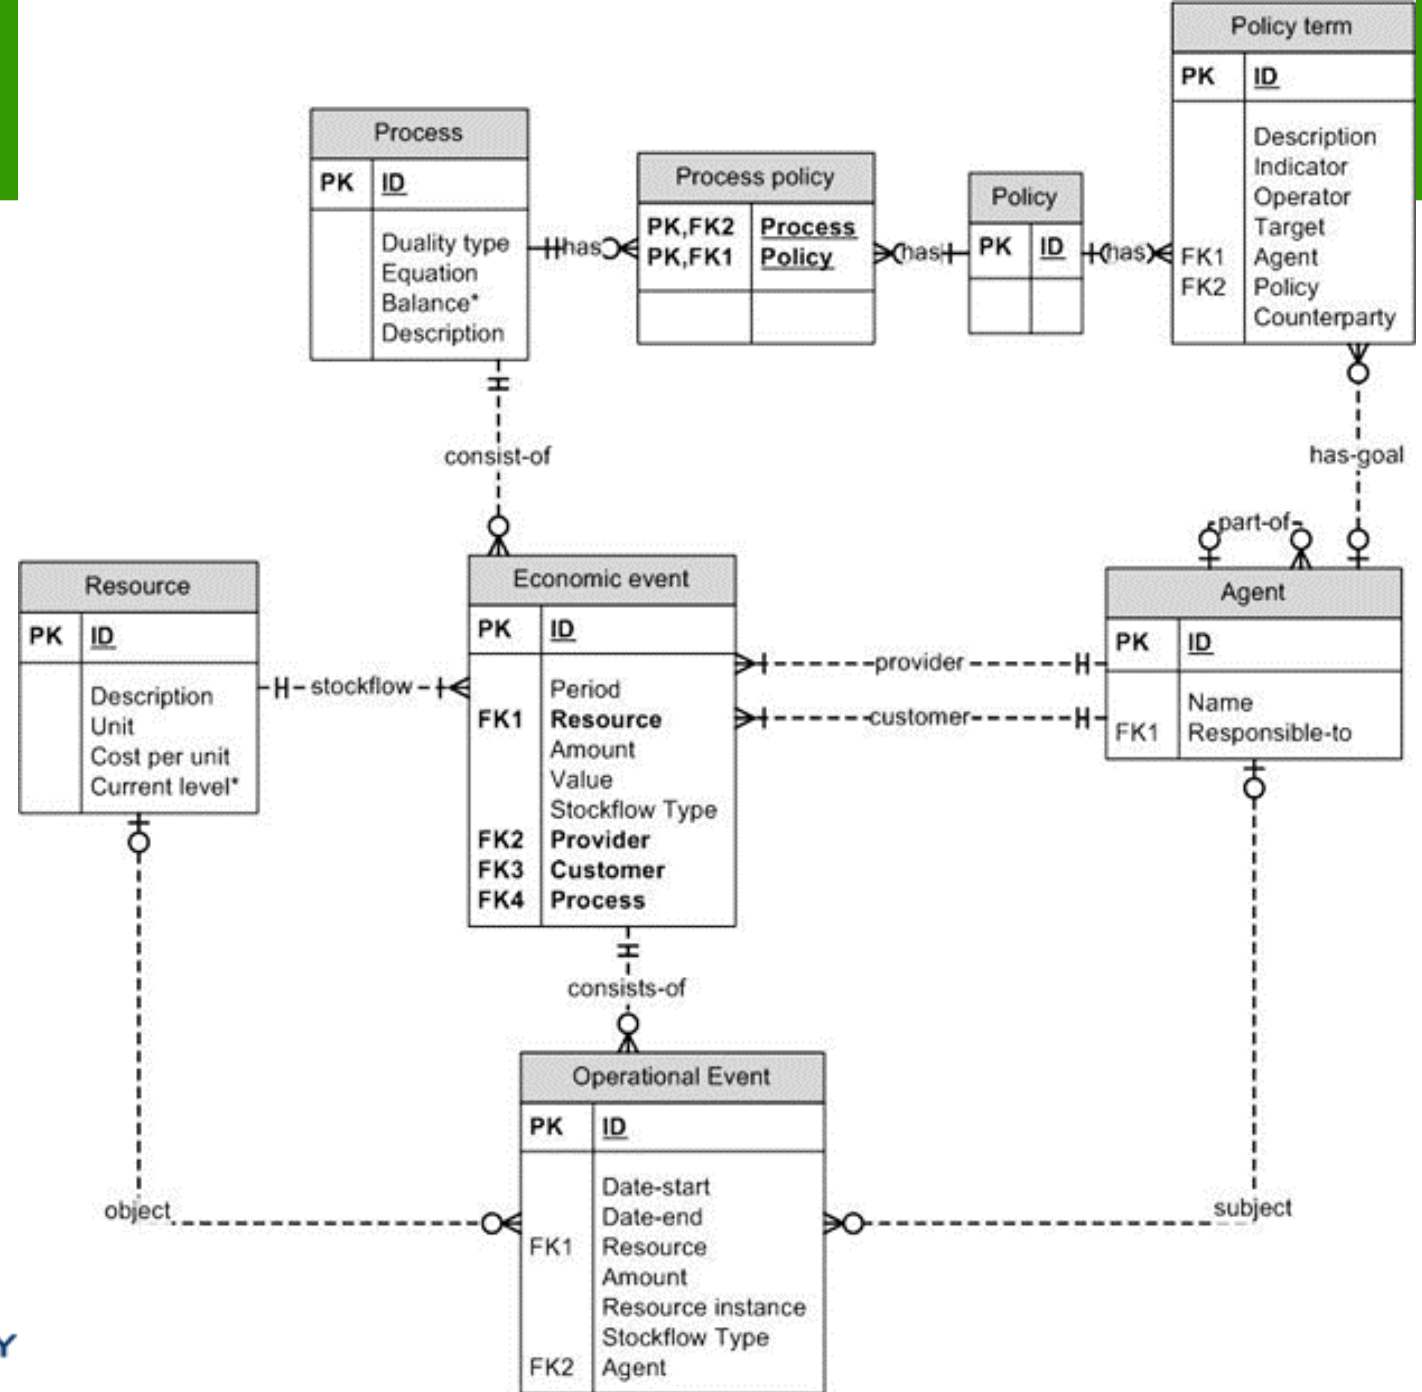 Policy term
PK ID
Description
Indicator
Operator
Target
FK1 Agent
FK2 Policy
Counterparty
Process
PK ID
Duality type
Equation
Balance*
Description
has
Process policy
PK,FK2 Process
PK,FK1 Policy
has
Policy
PK ID
has
consist-of
has-goal
part-of
Resource
PK ID
Description
Unit
Cost per unit
Current level*
stockflow
Economic event
PK ID
Period
FK1 Resource
Amount
Value
Stockflow Type
FK2 Provider
FK3 Customer
FK4 Process
provider
customer
Agent
PK ID
Name
FK1 Responsible-to
consists-of
object
subject
Operational Event
PK ID
Date-start
Date-end
FK1 Resource
Amount
Resource instance
Stockflow Type
FK2 Agent
Y